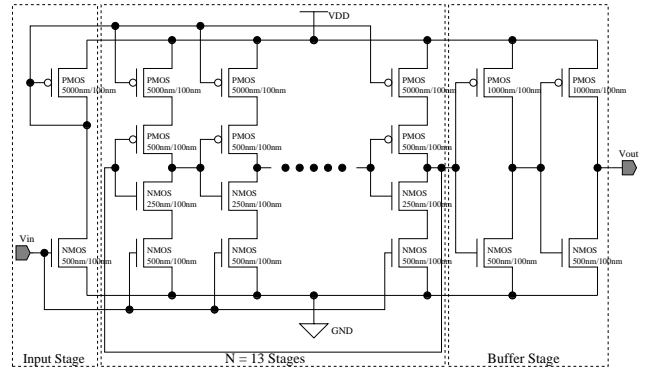 VDD
PMOS
5000nm/100nm
PMOS
5000nm/100nm
PMOS
5000nm/100nm
PMOS
5000nm/100nm
PMOS
1000nm/100nm
PMOS
1000nm/100nm
PMOS
500nm/100nm
PMOS
500nm/100nm
PMOS
500nm/100nm
Vout
NMOS
250nm/100nm
NMOS
250nm/100nm
NMOS
250nm/100nm
Vin
NMOS
500nm/100nm
NMOS
500nm/100nm
NMOS
500nm/100nm
NMOS
500nm/100nm
NMOS
500nm/100nm
NMOS
500nm/100nm
GND
Input Stage
N = 13 Stages
Buffer Stage